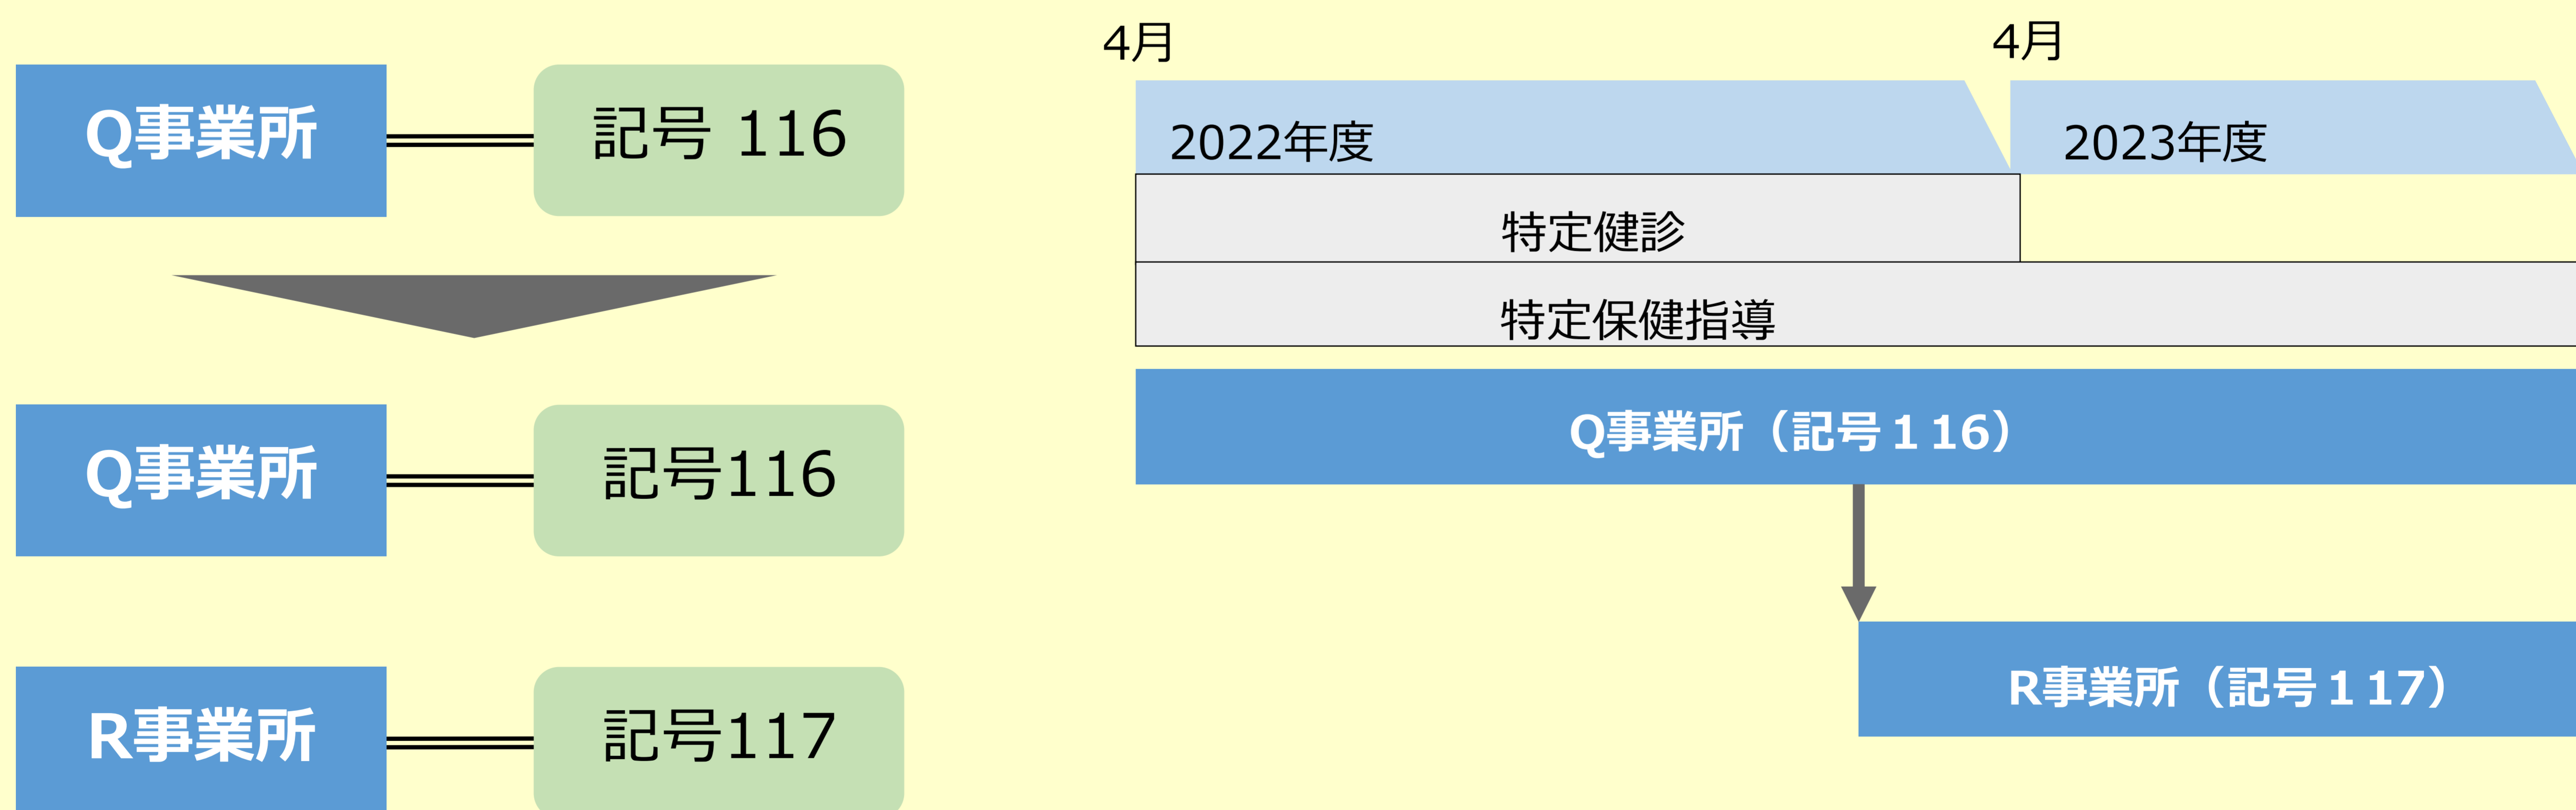 Q事業所
記号 116
Q事業所
記号116
R事業所
記号117
4月
4月
2022年度
2023年度
特定健診
特定保健指導
Q事業所（記号１16）
R事業所（記号１17）